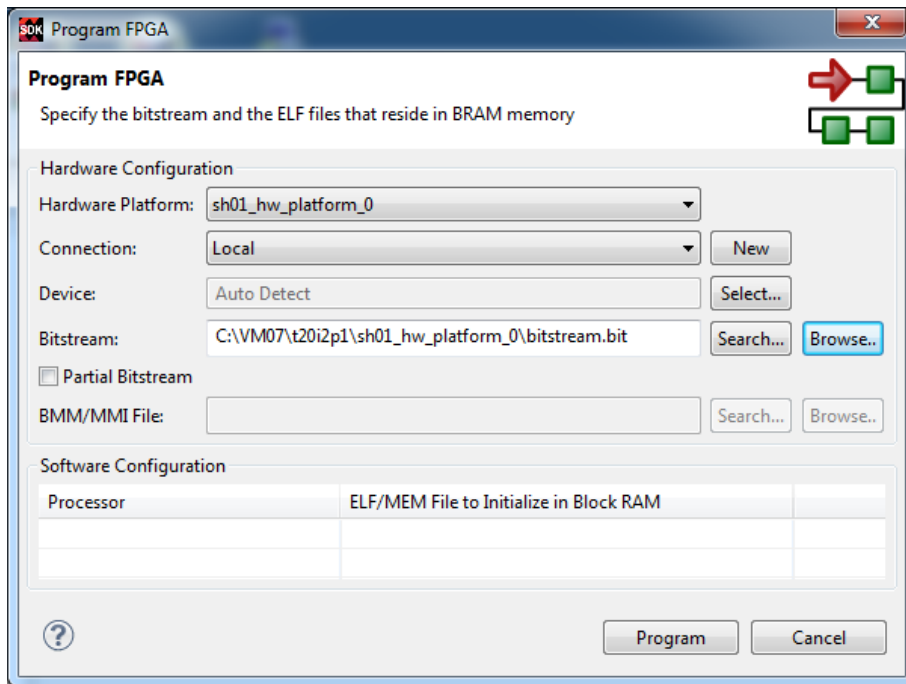 SDK Program FPGA
Program FPGA
Specify the bitstream and the ELF files that reside in BRAM memory
Hardware Configuration
Hardware Platform: sh01_hw_platform_0
Connection: Local New
Device: Auto Detect Select...
Bitstream: C:\VM07\t20i2p1\sh01_hw_platform_0\bitstream.bit Search... Browse..
Partial Bitstream
BMM/MMI File: Search... Browse..
Software Configuration
Processor ELF/MEM File to Initialize in Block RAM
? Program Cancel